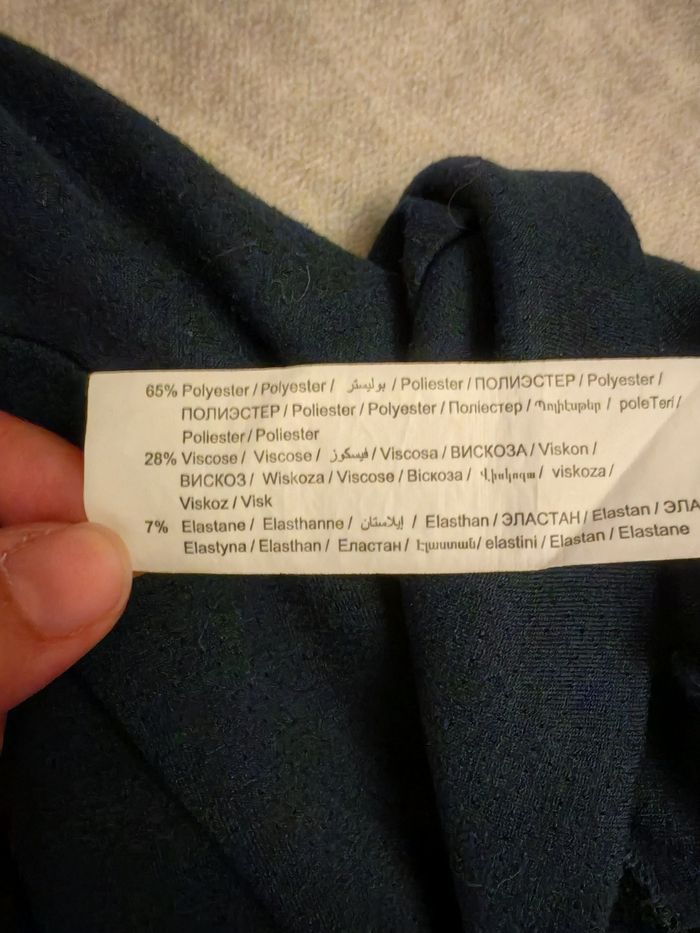 65% Polyester / Polyester / بوليستر / Poliester / ПОЛИЭСТЕР / Polyester /
ПОЛИЭСТЕР / Poliester / Polyester / Поліестер / Պոլիէսթեր / poleTeri /
Poliester / Poliester
28% Viscose / Viscose / فيسكوز / Viscosa / ВИСКОЗА / Viskon /
ВИСКОЗ / Wiskoza / Viscose / Віскоза / Վիսկոզա / viskoza /
Viskoz / Visk
7% Elastane / Elasthanne / إيلاستان / Elasthan / ЭЛАСТАН / Elastan /
Elastyna / Elasthan / Еластан / Էլաստան / elastini / Elastan / Elastane